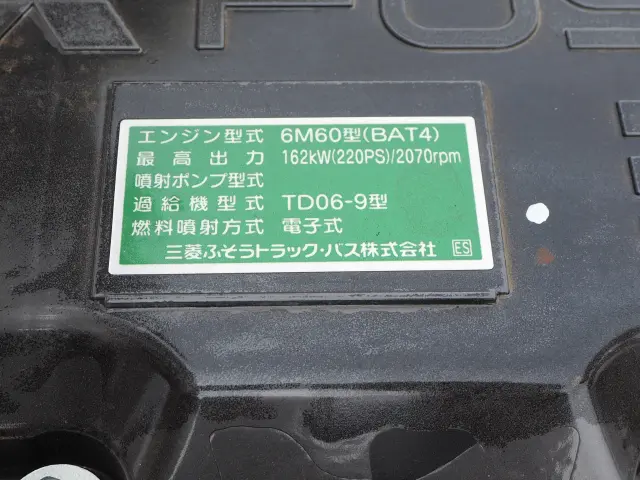 FUS
エンジン型式 6M60型(BAT4)
最高出力 162kW(220PS)/2070rpm
噴射ポンプ型式
過給機型式 TD06-9型
燃料噴射方式 電子式
三菱ふそうトラック・バス株式会社 ES